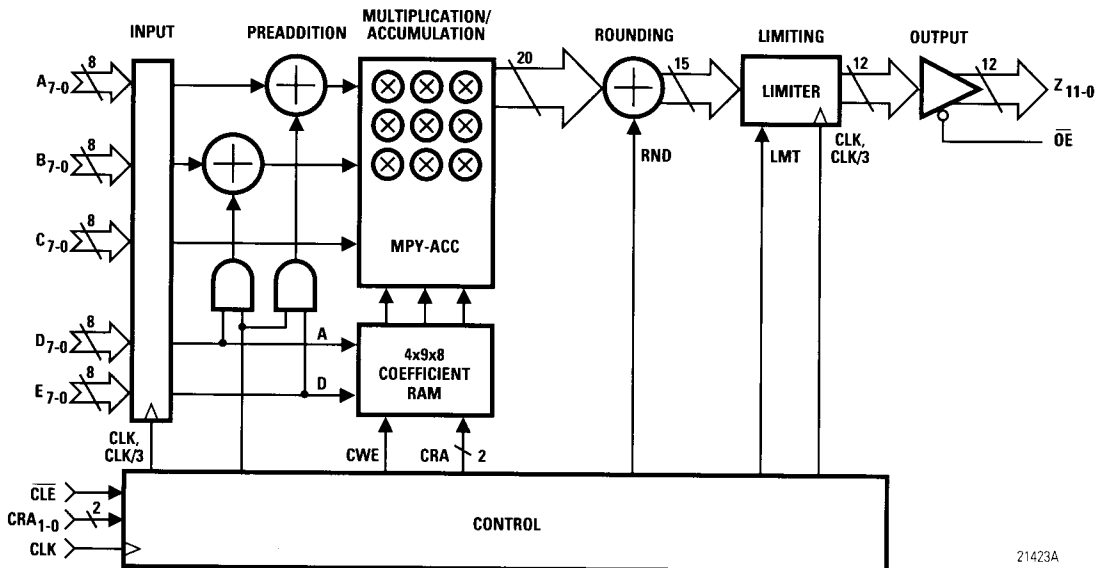 INPUT
PREADDITION
MULTIPLICATION/
ACCUMULATION
ROUNDING
LIMITING
OUTPUT
A7-0
8
B7-0
8
C7-0
8
D7-0
8
E7-0
8
MPY-ACC
20
15
LIMITER
12
12
Z11-0
OE
RND
LMT
CLK,
CLK/3
A
D
4x9x8
COEFFICIENT
RAM
CLK,
CLK/3
CWE
CRA
2
CLE
CRA1-0
2
CLK
CONTROL
21423A